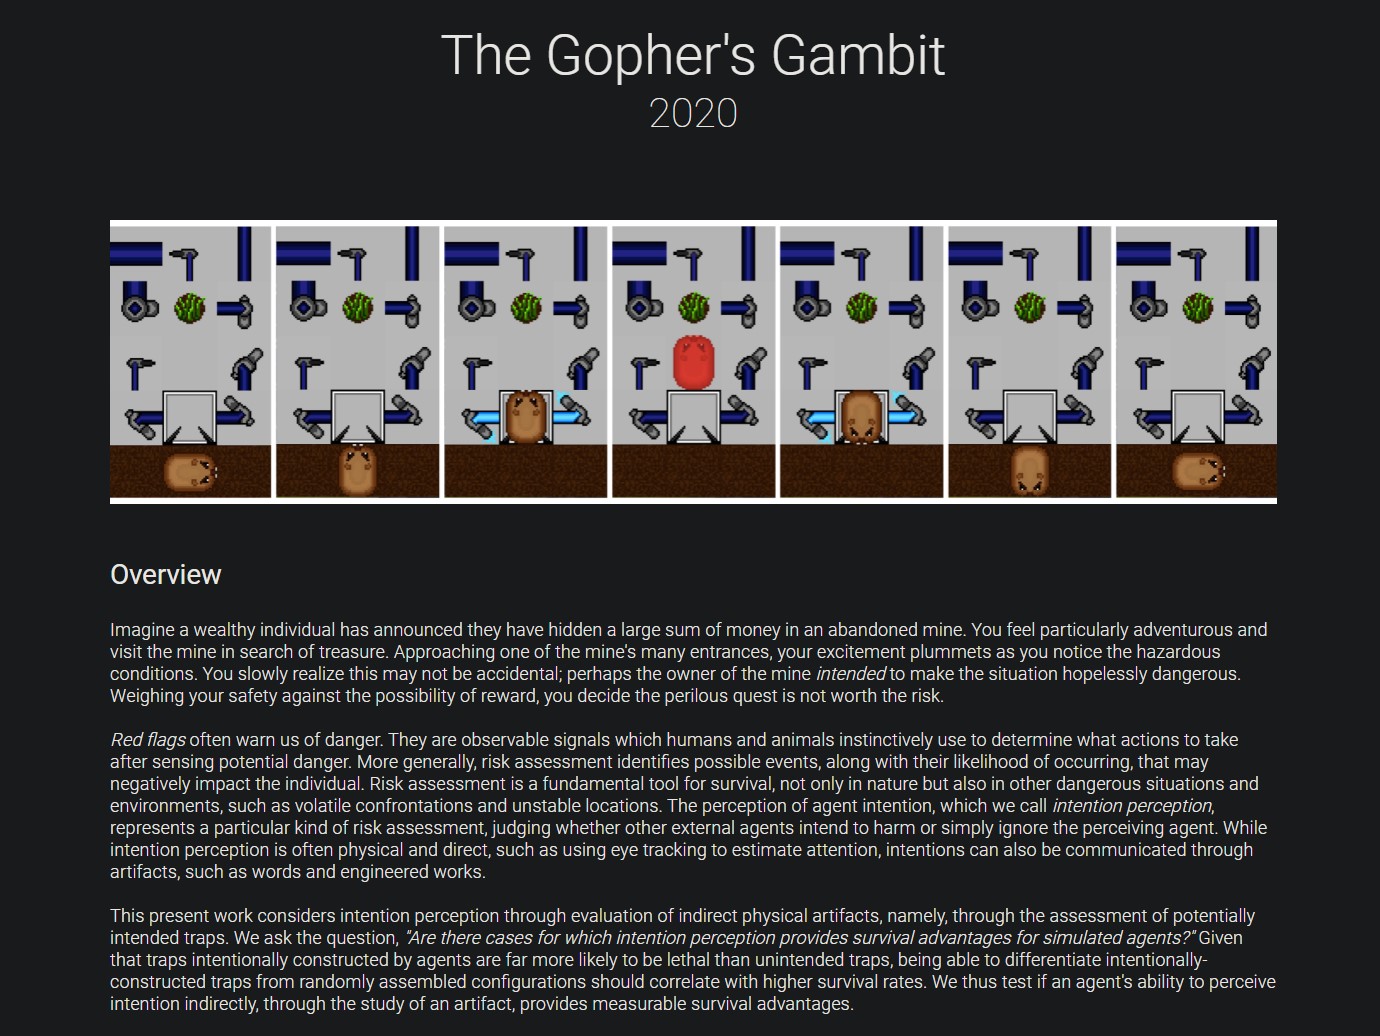 The Gopher's Gambit
2020
Overview
Imagine a wealthy individual has announced they have hidden a large sum of money in an abandoned mine. You feel particularly adventurous and
visit the mine in search of treasure. Approaching one of the mine's many entrances, your excitement plummets as you notice the hazardous
conditions. You slowly realize this may not be accidental; perhaps the owner of the mine intended to make the situation hopelessly dangerous.
Weighing your safety against the possibility of reward, you decide the perilous quest is not worth the risk.
Red flags often warn us of danger. They are observable signals which humans and animals instinctively use to determine what actions to take
after sensing potential danger. More generally, risk assessment identifies possible events, along with their likelihood of occurring, that may
negatively impact the individual. Risk assessment is a fundamental tool for survival, not only in nature but also in other dangerous situations and
environments, such as volatile confrontations and unstable locations. The perception of agent intention, which we call intention perception,
represents a particular kind of risk assessment, judging whether other external agents intend to harm or simply ignore the perceiving agent. While
intention perception is often physical and direct, such as using eye tracking to estimate attention, intentions can also be communicated through
artifacts, such as words and engineered works.
This present work considers intention perception through evaluation of indirect physical artifacts, namely, through the assessment of potentially
intended traps. We ask the question, "Are there cases for which intention perception provides survival advantages for simulated agents?" Given
that traps intentionally constructed by agents are far more likely to be lethal than unintended traps, being able to differentiate intentionally-
constructed traps from randomly assembled configurations should correlate with higher survival rates. We thus test if an agent's ability to perceive
intention indirectly, through the study of an artifact, provides measurable survival advantages.